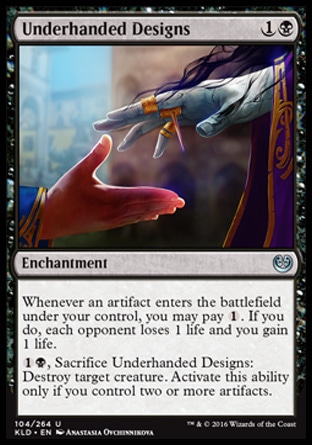 Underhanded Designs 1
Enchantment
Whenever an artifact enters the battlefield
under your control, you may pay 1 . If you
do, each opponent loses 1 life and you gain
1 life.
1 , Sacrifice Underhanded Designs:
Destroy target creature. Activate this ability
only if you control two or more artifacts.
104/264 U
KLD • EN Anastasia Ovchinnikova
™ & © 2016 Wizards of the Coast